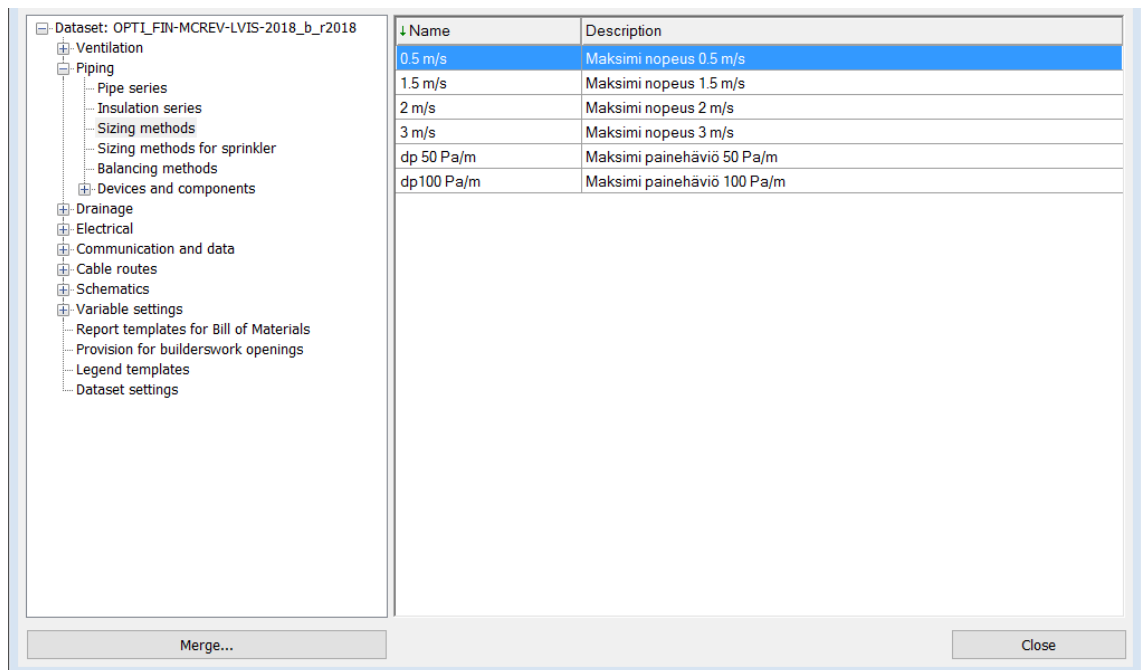 Dataset: OPTI_FIN-MCREV-LVIS-2018_b_r2018
Ventilation
Piping
Pipe series
Insulation series
Sizing methods
Sizing methods for sprinkler
Balancing methods
Devices and components
Drainage
Electrical
Communication and data
Cable routes
Schematics
Variable settings
Report templates for Bill of Materials
Provision for builderswork openings
Legend templates
Dataset settings
↓Name Description
0.5 m/s Maksimi nopeus 0.5 m/s
1.5 m/s Maksimi nopeus 1.5 m/s
2 m/s Maksimi nopeus 2 m/s
3 m/s Maksimi nopeus 3 m/s
dp 50 Pa/m Maksimi painehäviö 50 Pa/m
dp100 Pa/m Maksimi painehäviö 100 Pa/m
Merge... Close